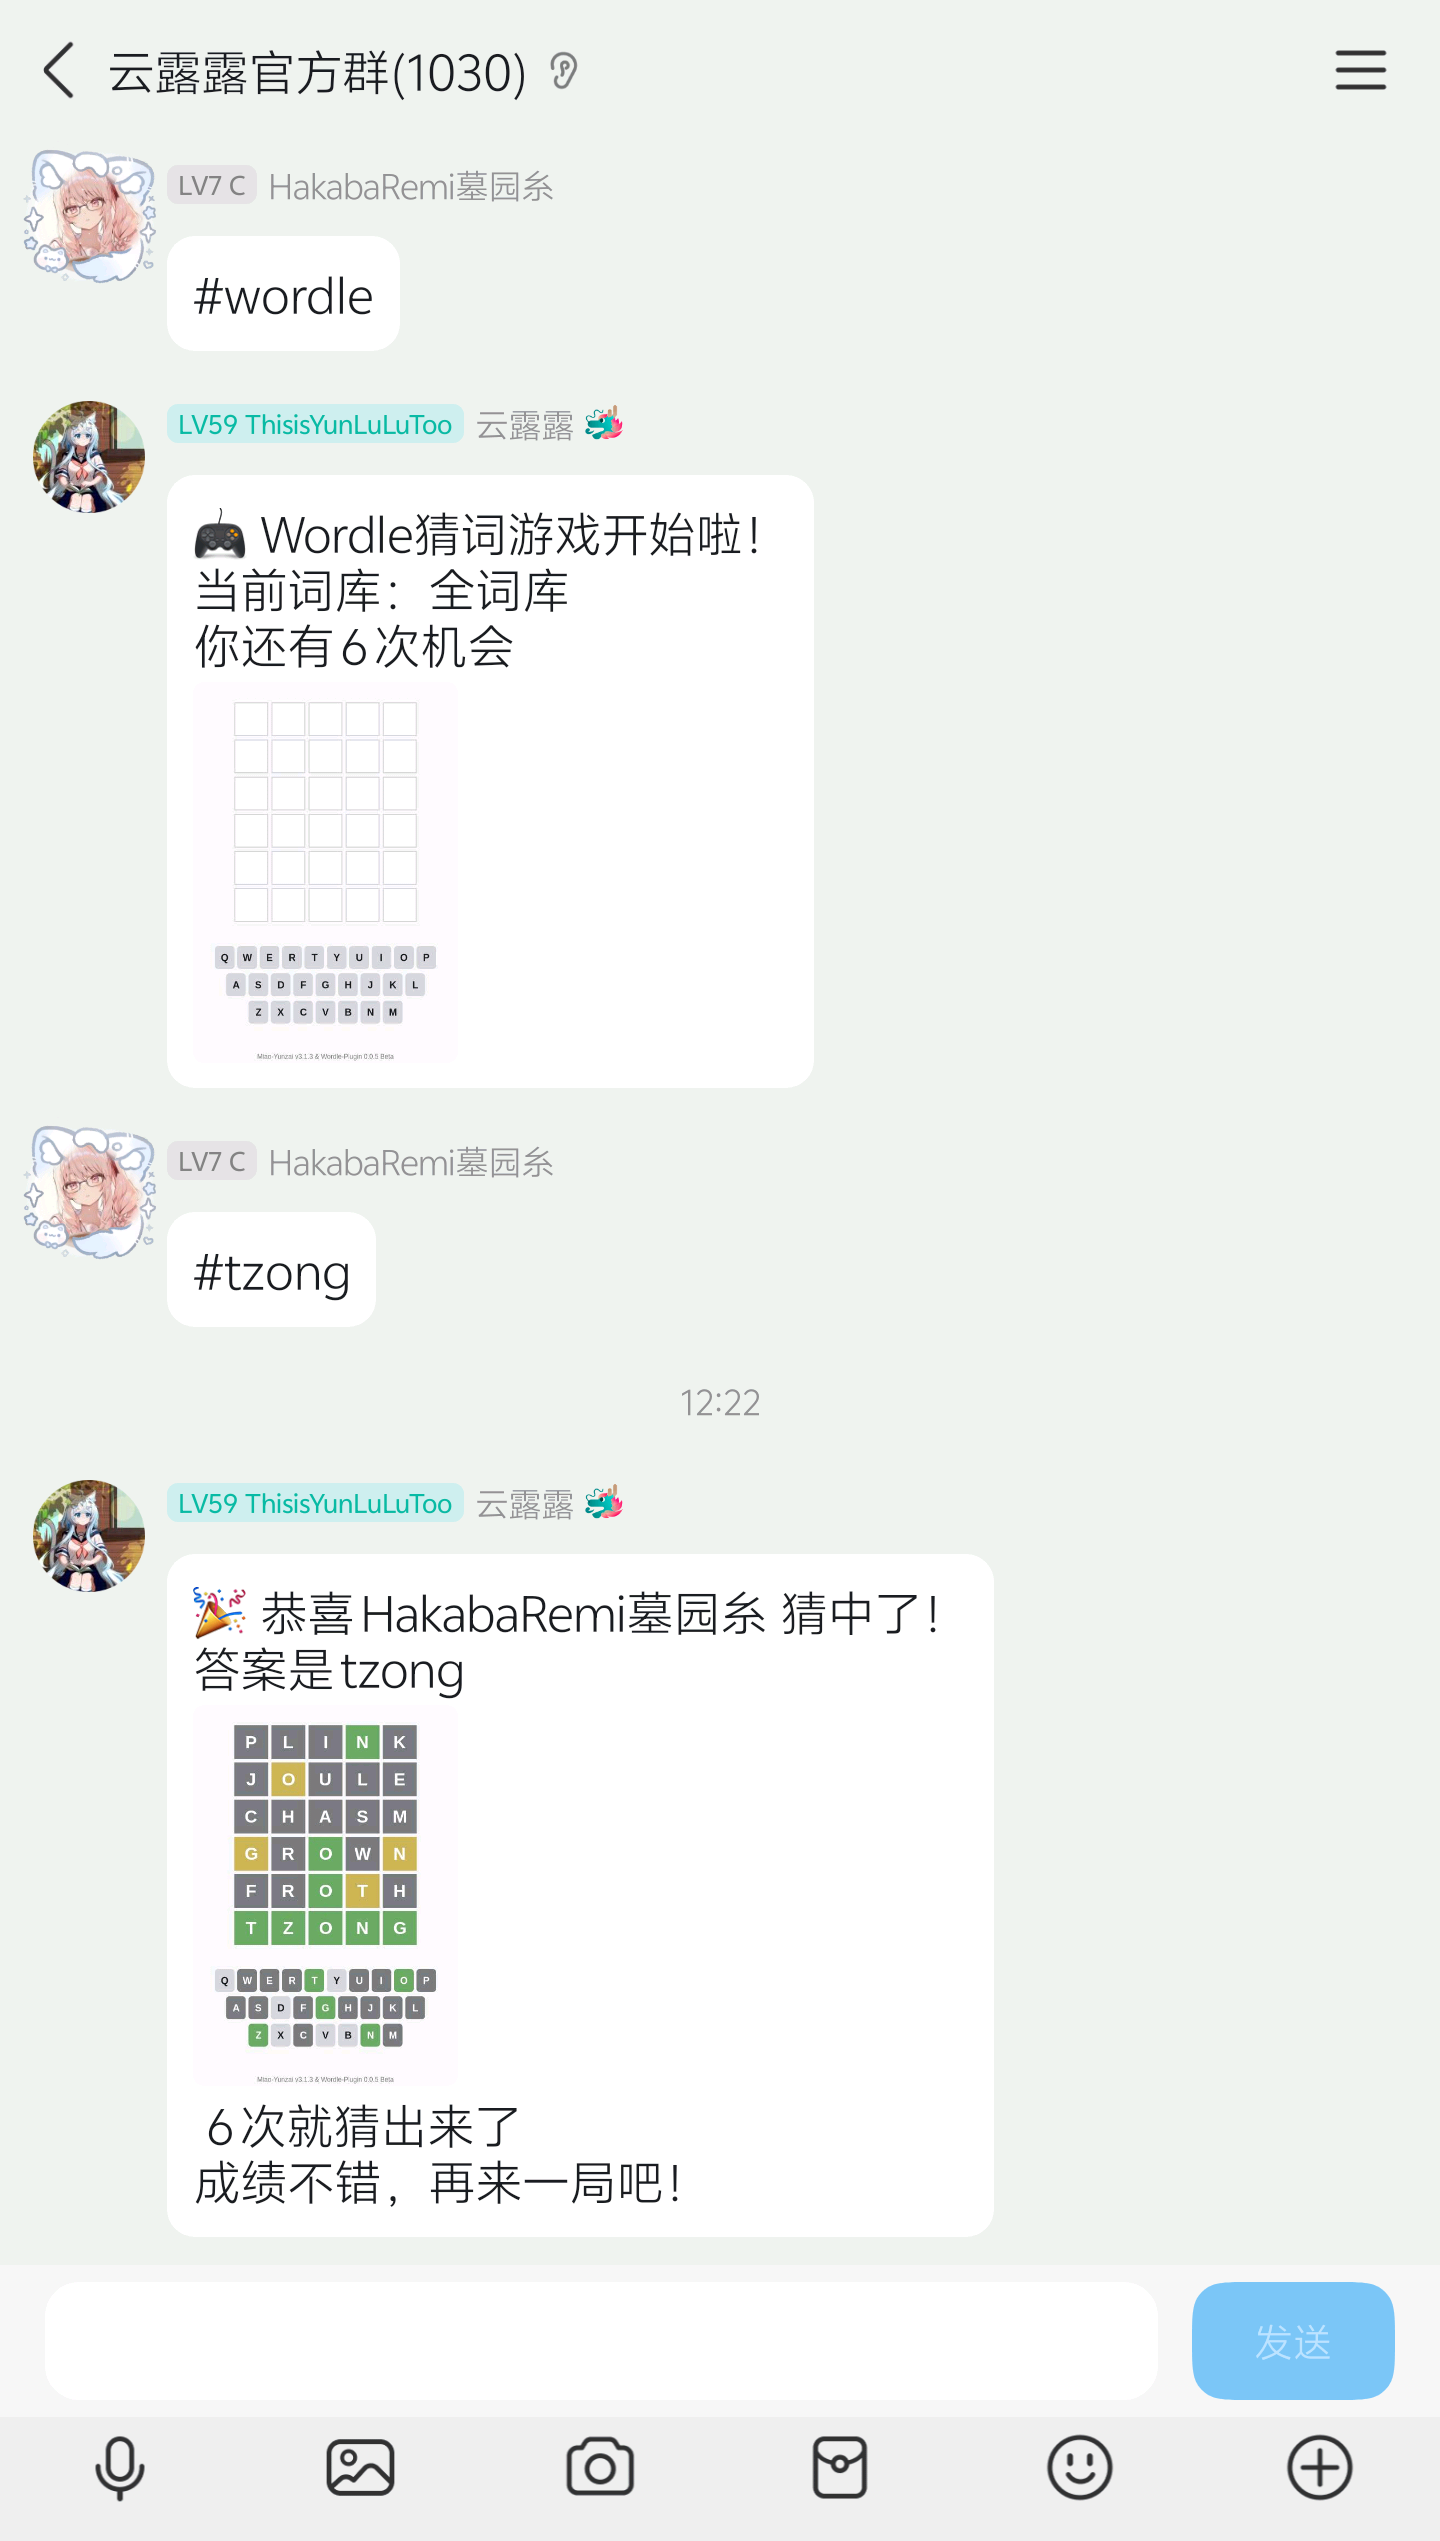 云露露官方群(1030)
LV7 C HakabaRemi墓园糸
#wordle
LV59 ThisisYunLuLuToo 云露露
Wordle猜词游戏开始啦！
当前词库：全词库
你还有6次机会
Q W E R T Y U I O P
A S D F G H J K L
Z X C V B N M
Miao-Yunzai v3.1.3 & Wordle-Plugin 0.0.5 Beta
LV7 C HakabaRemi墓园糸
#tzong
12:22
LV59 ThisisYunLuLuToo 云露露
恭喜HakabaRemi墓园糸 猜中了！
答案是tzong
P L I N K
J O U L E
C H A S M
G R O W N
F R O T H
T Z O N G
Q W E R T Y U I O P
A S D F G H J K L
Z X C V B N M
Miao-Yunzai v3.1.3 & Wordle-Plugin 0.0.5 Beta
6次就猜出来了
成绩不错，再来一局吧！
发送